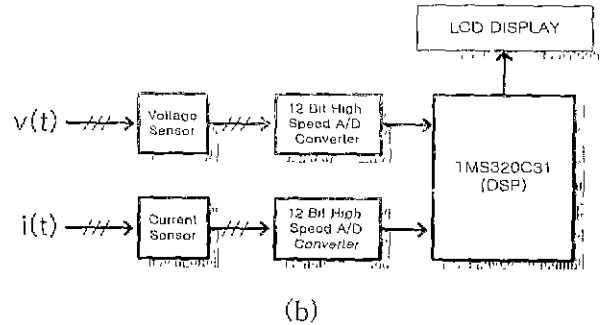 LCD DISPLAY
v(t)
Voltage
Sensor
12 Bit High
Speed A/D
Converter
TMS320C31
(DSP)
i(t)
Current
Sensor
12 Bit High
Speed A/D
Converter
(b)